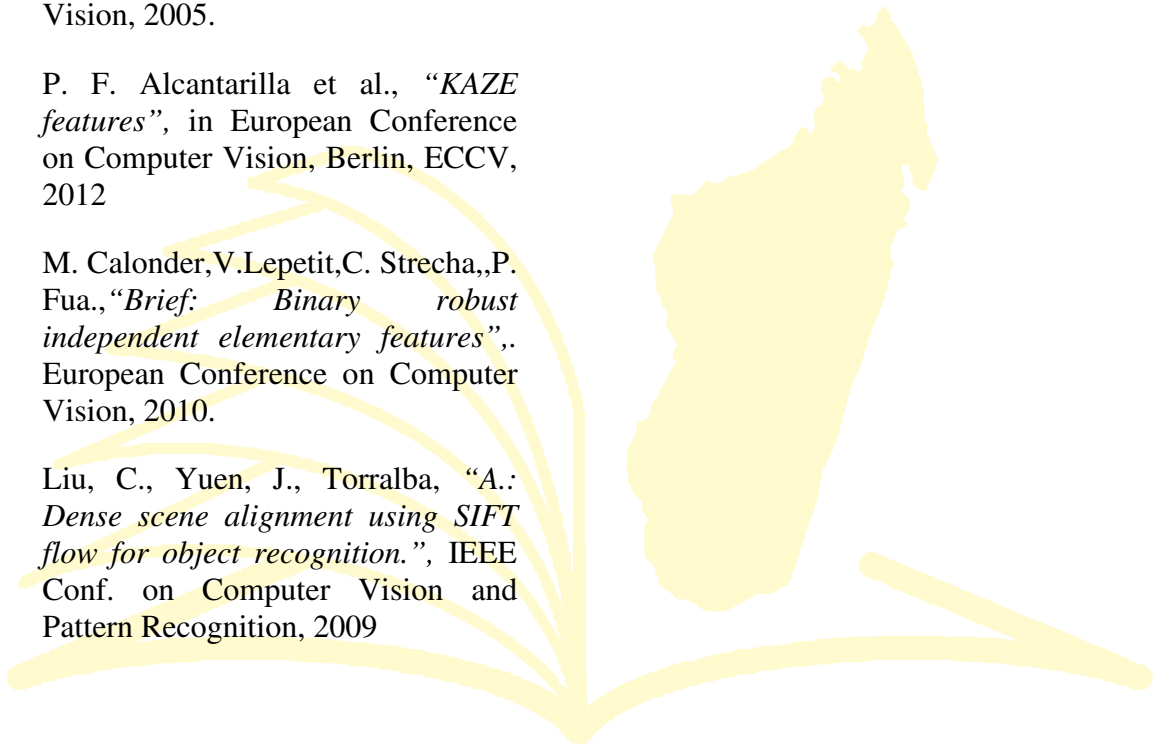 Vision, 2005.
P. F. Alcantarilla et al., “KAZE
features”, in European Conference
on Computer Vision, Berlin, ECCV,
2012
M. Calonder,V.Lepetit,C. Strecha,,P.
Fua.,“Brief: Binary robust
independent elementary features”,.
European Conference on Computer
Vision, 2010.
Liu, C., Yuen, J., Torralba, “A.:
Dense scene alignment using SIFT
flow for object recognition.”, IEEE
Conf. on Computer Vision and
Pattern Recognition, 2009